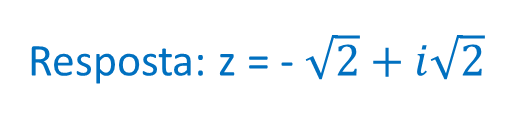 Resposta: z = - √2 + i√2